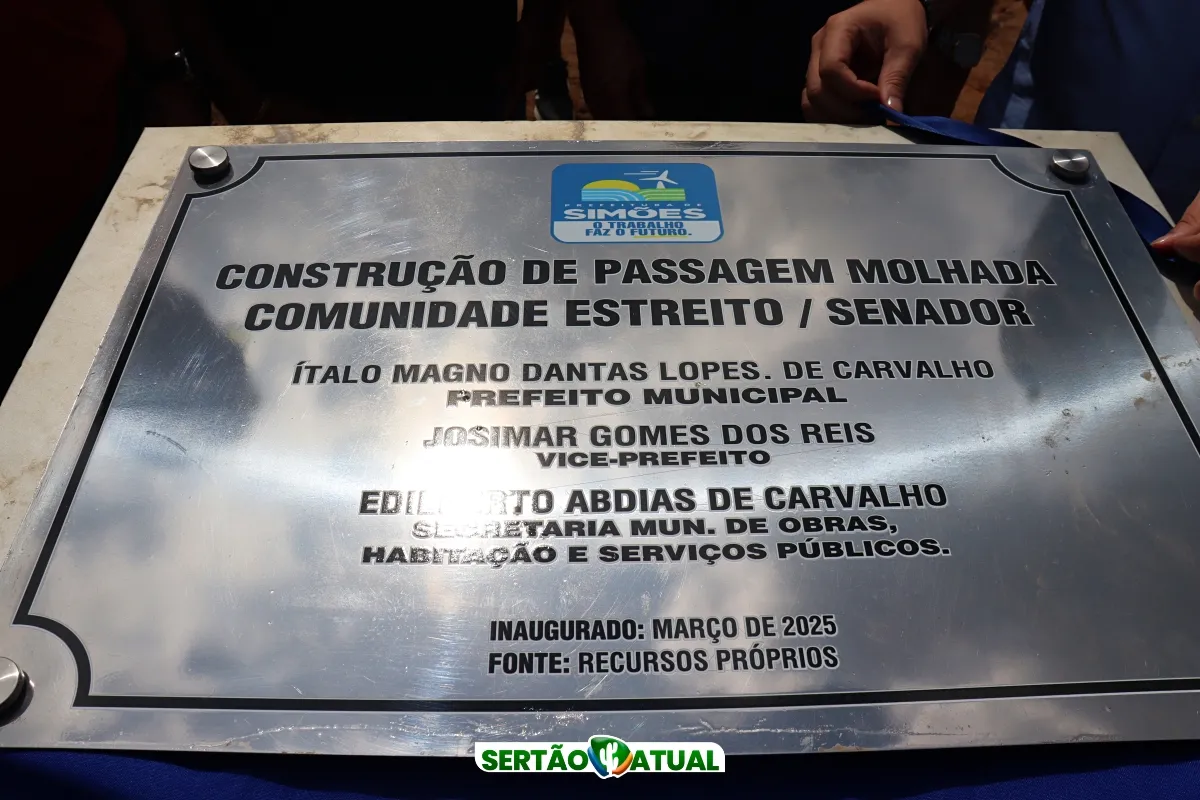 PREFEITURA DE
SIMÕES
O TRABALHO
FAZ O FUTURO.
CONSTRUÇÃO DE PASSAGEM MOLHADA
COMUNIDADE ESTREITO / SENADOR
ÍTALO MAGNO DANTAS LOPES. DE CARVALHO
PREFEITO MUNICIPAL
JOSIMAR GOMES DOS REIS
VICE-PREFEITO
EDILBERTO ABDIAS DE CARVALHO
SECRETARIA MUN. DE OBRAS,
HABITAÇÃO E SERVIÇOS PÚBLICOS.
INAUGURADO: MARÇO DE 2025
FONTE: RECURSOS PRÓPRIOS
SERTÃO ATUAL